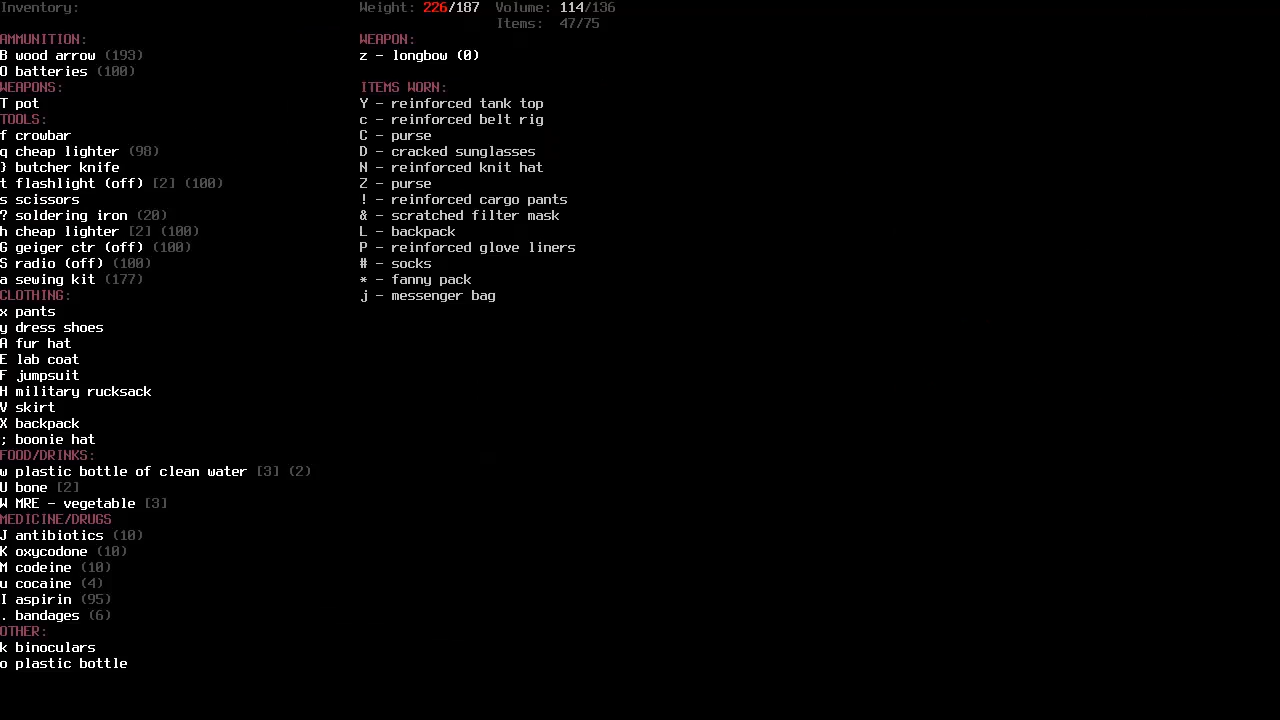 Inventory:
Weight: 226/187 Volume: 114/136
Items: 47/75
AMMUNITION:
B wood arrow (193)
O batteries (100)
WEAPONS:
T pot
TOOLS:
f crowbar
q cheap lighter (98)
} butcher knife
t flashlight (off) [2] (100)
s scissors
? soldering iron (20)
h cheap lighter [2] (100)
G geiger ctr (off) (100)
S radio (off) (100)
a sewing kit (177)
CLOTHING:
x pants
y dress shoes
A fur hat
E lab coat
F jumpsuit
H military rucksack
V skirt
X backpack
; boonie hat
FOOD/DRINKS:
w plastic bottle of clean water [3] (2)
U bone [2]
W MRE - vegetable [3]
MEDICINE/DRUGS
J antibiotics (10)
K oxycodone (10)
M codeine (10)
u cocaine (4)
I aspirin (95)
. bandages (6)
OTHER:
k binoculars
o plastic bottle
WEAPON:
z - longbow (0)
ITEMS WORN:
Y - reinforced tank top
c - reinforced belt rig
C - purse
D - cracked sunglasses
N - reinforced knit hat
Z - purse
! - reinforced cargo pants
& - scratched filter mask
L - backpack
P - reinforced glove liners
# - socks
* - fanny pack
j - messenger bag